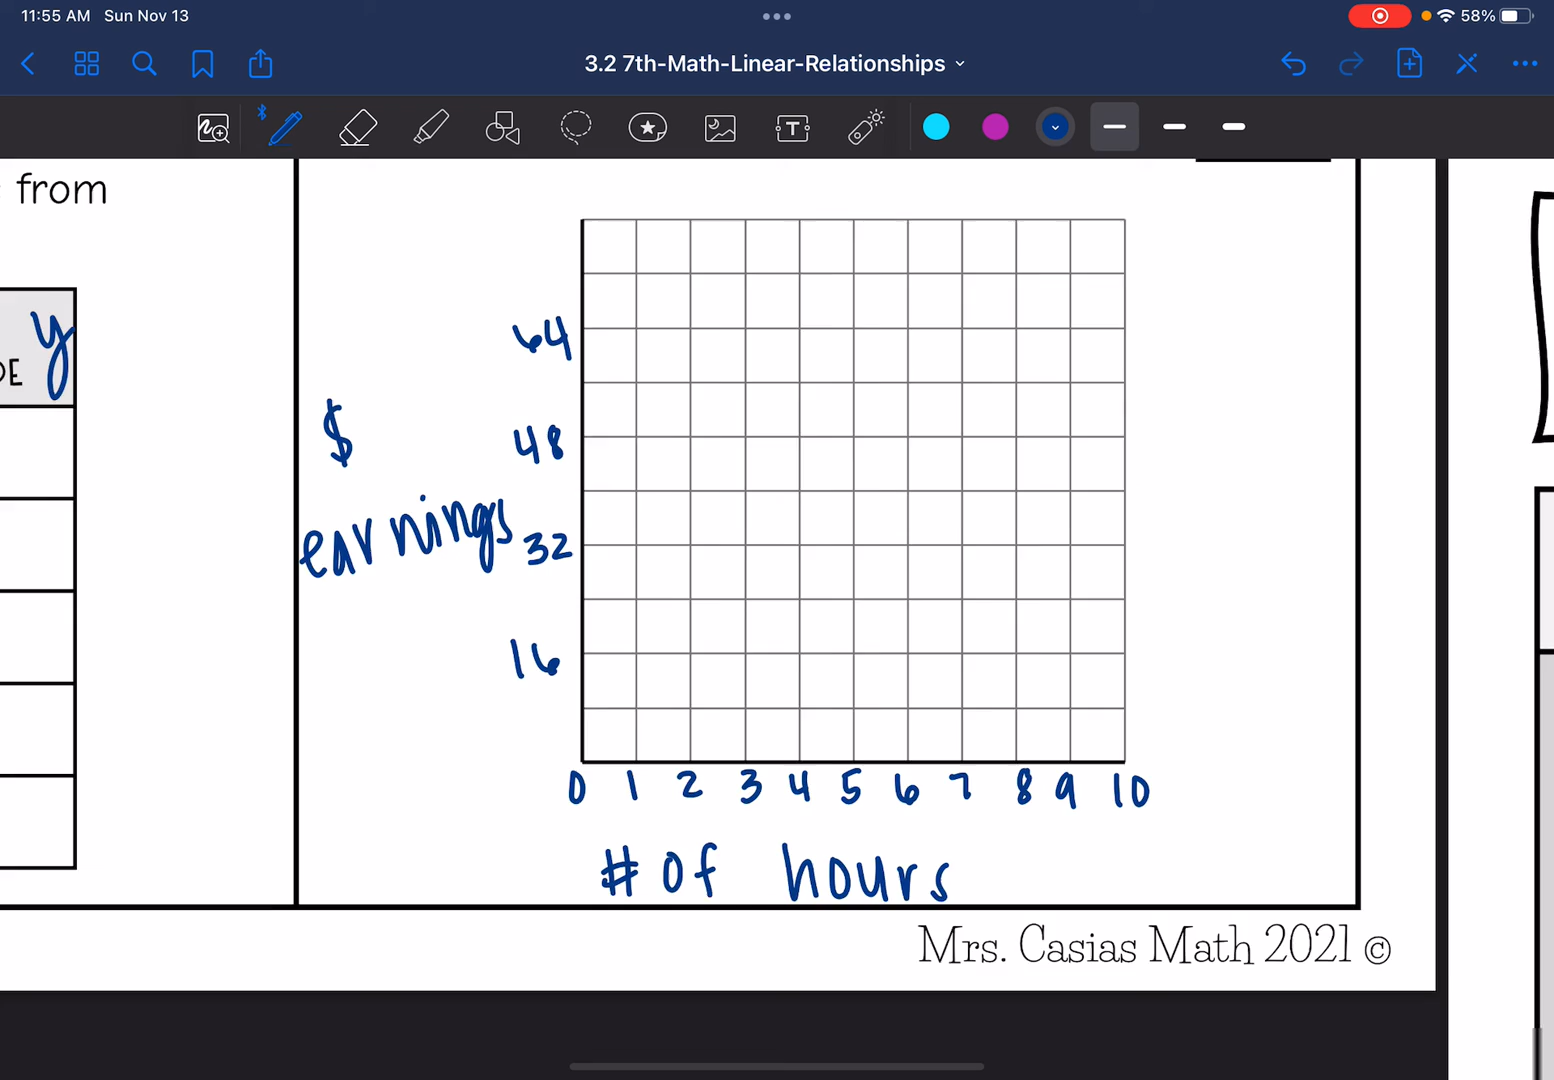 11:55 AM Sun Nov 13
58%
3.2 7th-Math-Linear-Relationships
T
from
y
64
$
48
earnings
32
16
0 1 2 3 4 5 6 7 8 9 10
# of hours
Mrs. Casias Math 2021 ©